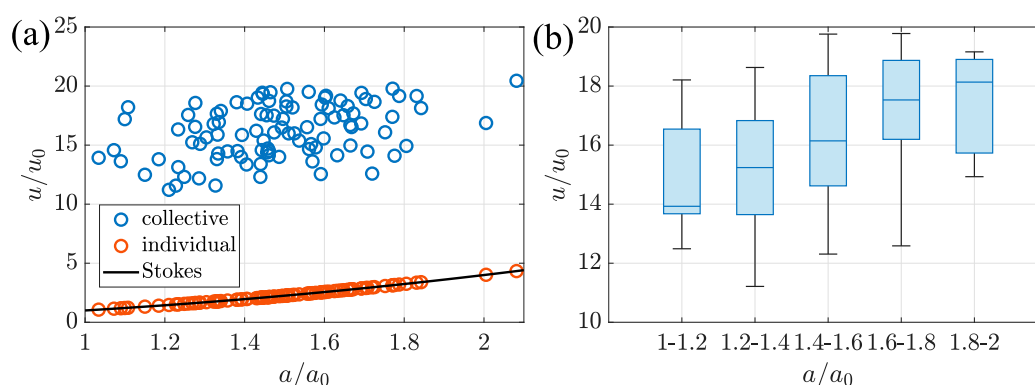 (a)
u/u₀
25
20
15
10
5
0
collective
individual
Stokes
1 1.2 1.4 1.6 1.8 2
a/a₀
(b)
u/u₀
20
18
16
14
12
10
1–1.2 1.2–1.4 1.4–1.6 1.6–1.8 1.8–2
a/a₀